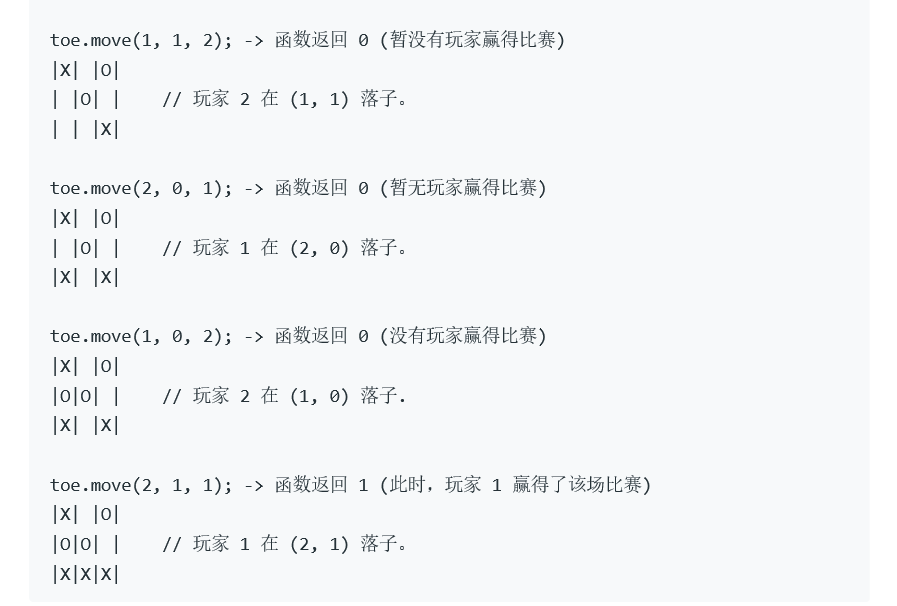 toe.move(1, 1, 2); -> 函数返回 0 (暂没有玩家赢得比赛)
|X| |O|
| |O| |    // 玩家 2 在 (1, 1) 落子。
| | |X|
toe.move(2, 0, 1); -> 函数返回 0 (暂无玩家赢得比赛)
|X| |O|
| |O| |    // 玩家 1 在 (2, 0) 落子。
|X| |X|
toe.move(1, 0, 2); -> 函数返回 0 (没有玩家赢得比赛)
|X| |O|
|O|O| |    // 玩家 2 在 (1, 0) 落子.
|X| |X|
toe.move(2, 1, 1); -> 函数返回 1 (此时，玩家 1 赢得了该场比赛)
|X| |O|
|O|O| |    // 玩家 1 在 (2, 1) 落子。
|X|X|X|